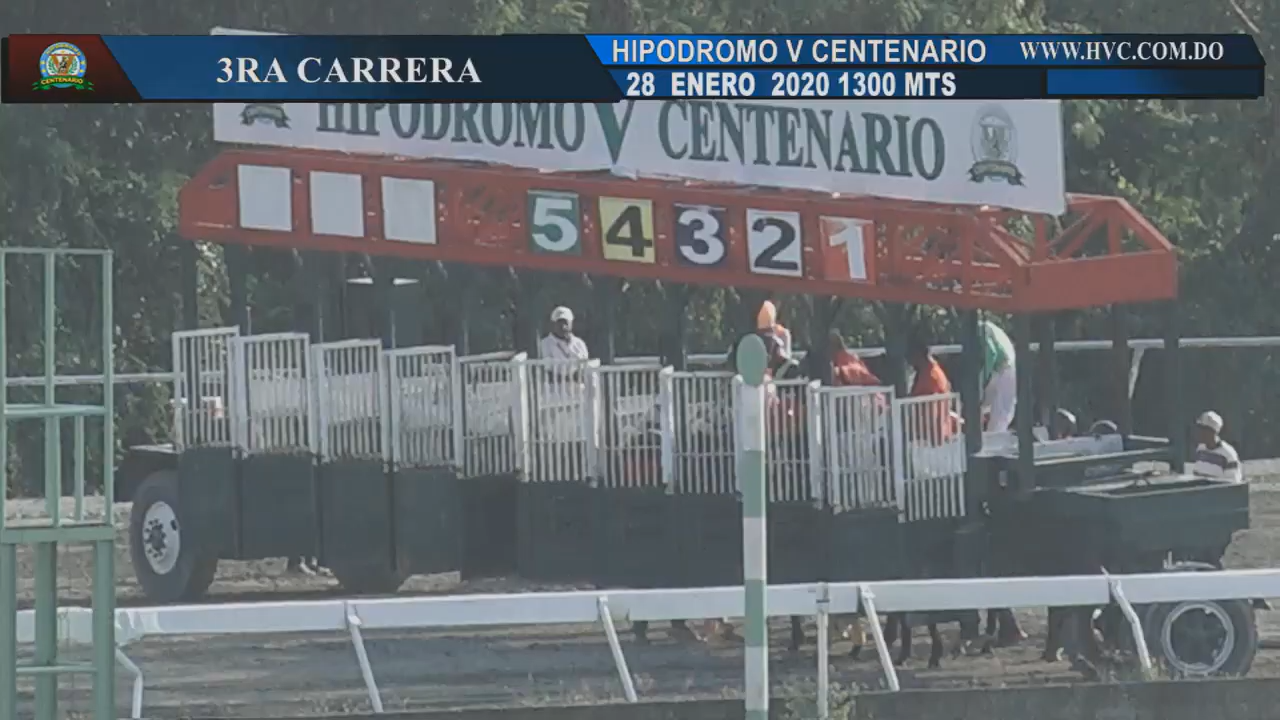 3RA CARRERA
HIPODROMO V CENTENARIO
WWW.HVC.COM.DO
28 ENERO 2020 1300 MTS
CENTENARIO
HIPODROMO V CENTENARIO
5 4 3 2 1